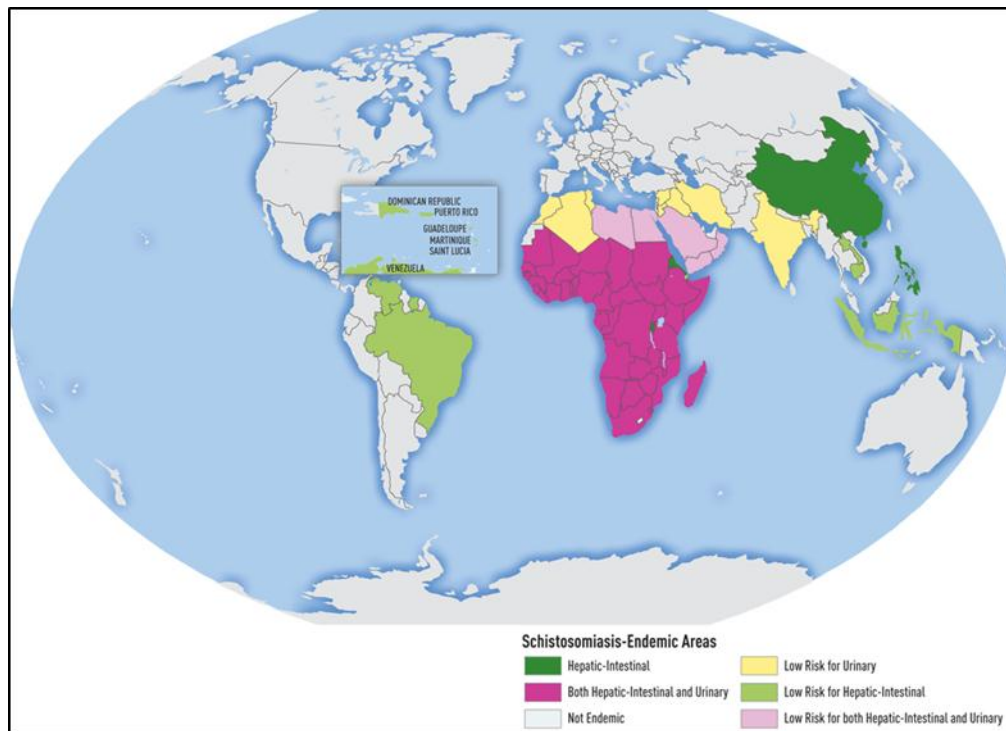 DOMINICAN REPUBLIC
PUERTO RICO
GUADELOUPE
MARTINIQUE
SAINT LUCIA
VENEZUELA
Schistosomiasis-Endemic Areas
Hepatic-Intestinal
Both Hepatic-Intestinal and Urinary
Not Endemic
Low Risk for Urinary
Low Risk for Hepatic-Intestinal
Low Risk for both Hepatic-Intestinal and Urinary